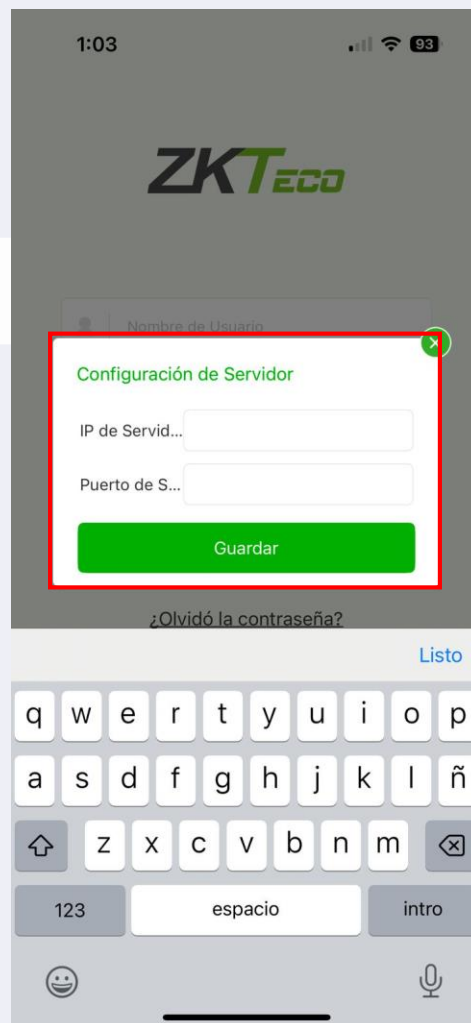 1:03 93
ZKTeco
Nombre de Usuario
Configuración de Servidor
IP de Servid...
Puerto de S...
Guardar
¿Olvidó la contraseña?
Listo
q w e r t y u i o p
a s d f g h j k l ñ
z x c v b n m
123 espacio intro